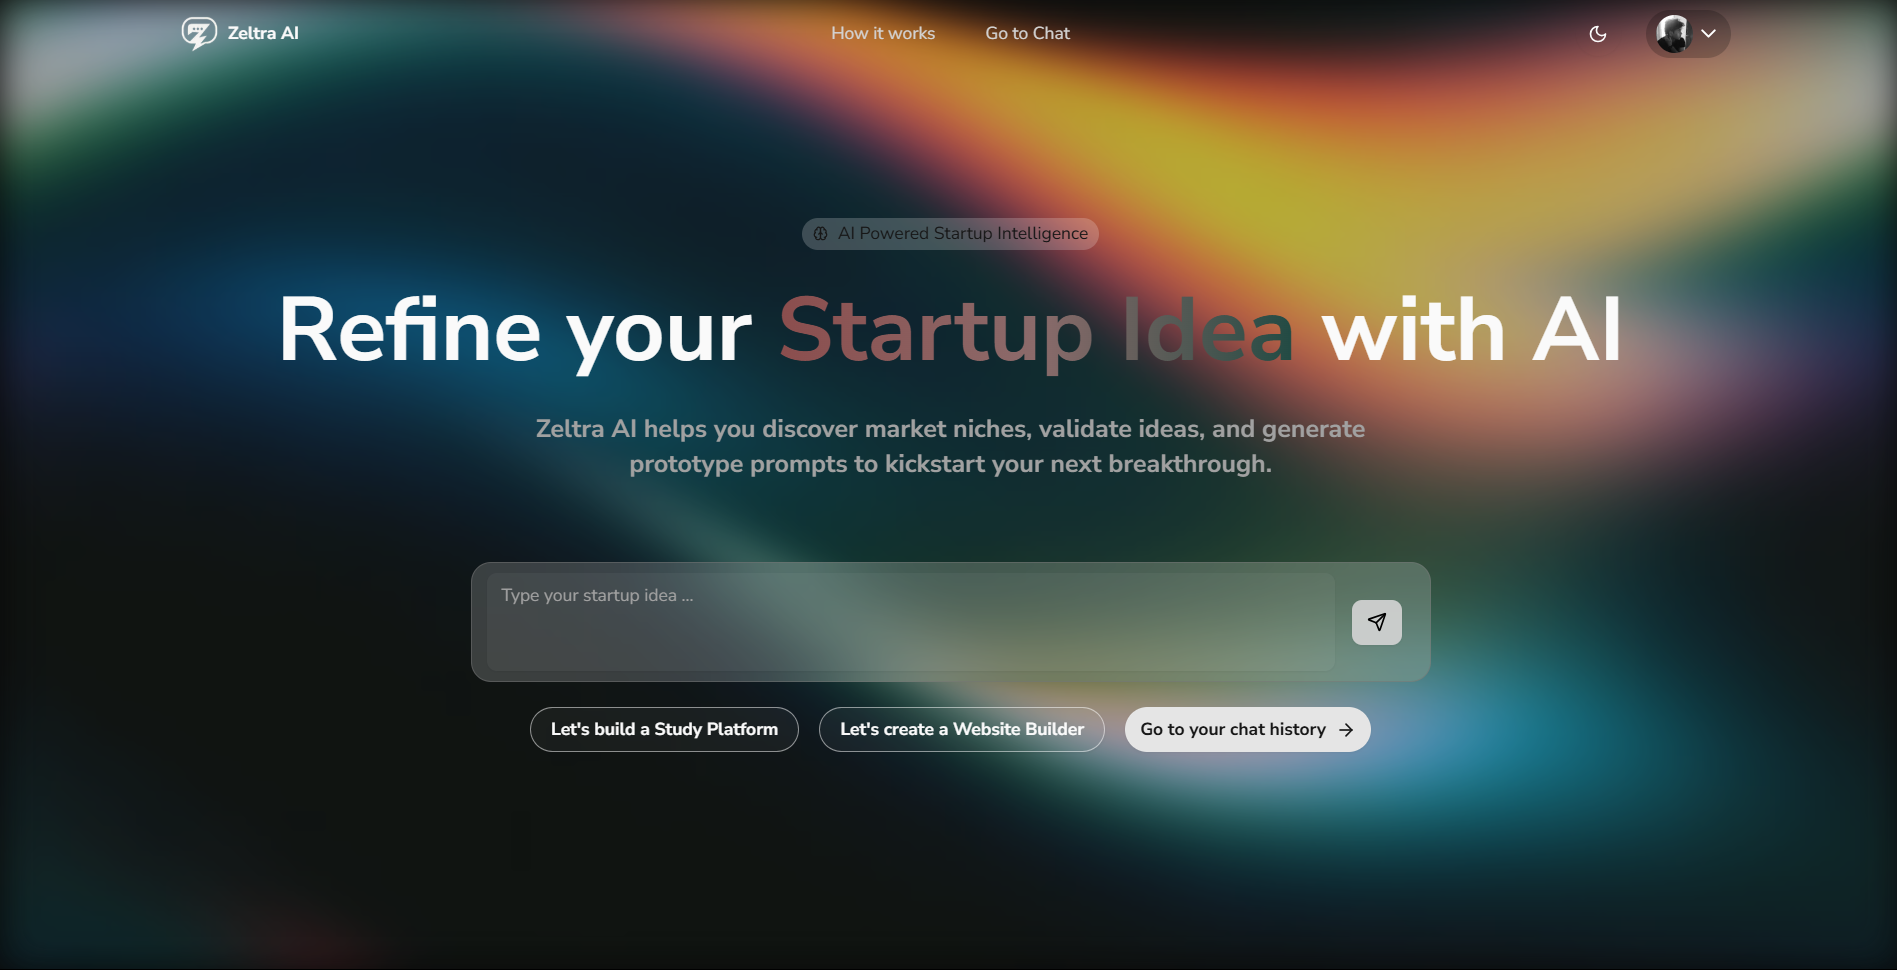 Zeltra AI
How it works
Go to Chat
AI Powered Startup Intelligence
Refine your Startup Idea with AI
Zeltra AI helps you discover market niches, validate ideas, and generate
prototype prompts to kickstart your next breakthrough.
Type your startup idea ...
Let's build a Study Platform
Let's create a Website Builder
Go to your chat history